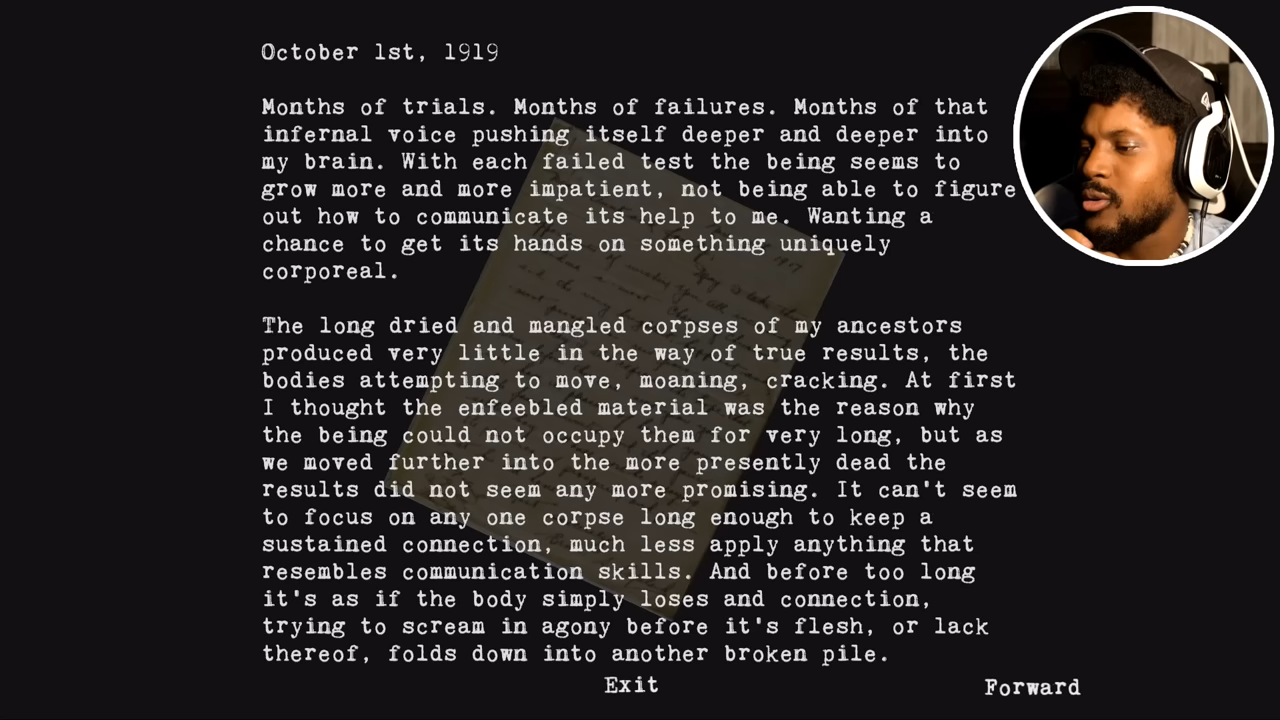 October 1st, 1919
Months of trials. Months of failures. Months of that
infernal voice pushing itself deeper and deeper into
my brain. With each failed test the being seems to
grow more and more impatient, not being able to figure
out how to communicate its help to me. Wanting a
chance to get its hands on something uniquely
corporeal.
The long dried and mangled corpses of my ancestors
produced very little in the way of true results, the
bodies attempting to move, moaning, cracking. At first
I thought the enfeebled material was the reason why
the being could not occupy them for very long, but as
we moved further into the more presently dead the
results did not seem any more promising. It can't seem
to focus on any one corpse long enough to keep a
sustained connection, much less apply anything that
resembles communication skills. And before too long
it's as if the body simply loses and connection,
trying to scream in agony before it's flesh, or lack
thereof, folds down into another broken pile.
Exit
Forward